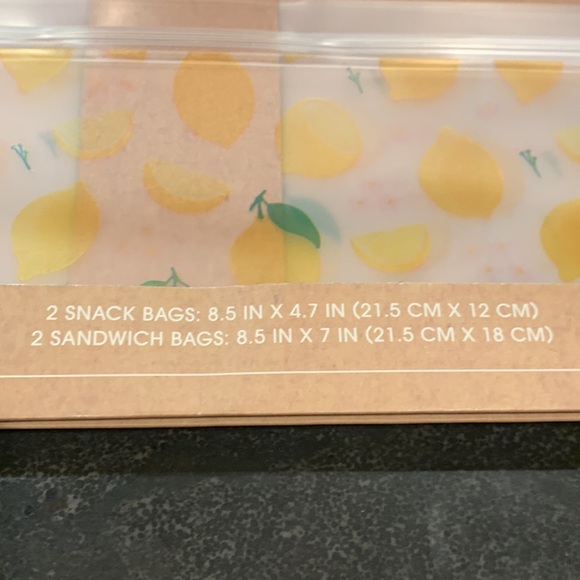 2 SNACK BAGS: 8.5 IN X 4.7 IN (21.5 CM X 12 CM)
2 SANDWICH BAGS: 8.5 IN X 7 IN (21.5 CM X 18 CM)